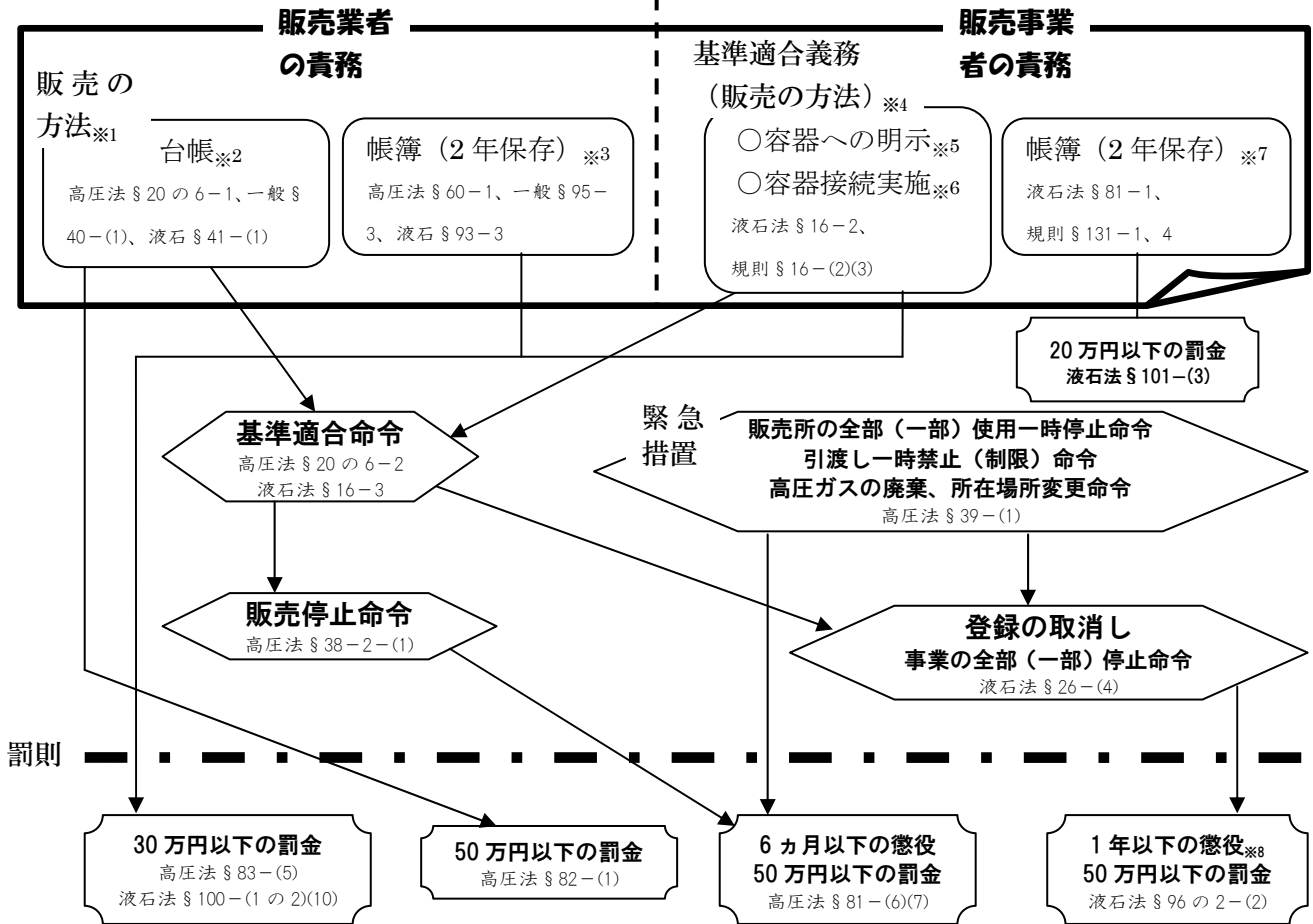 販売業者
の責務
販売事業
者の責務
販売の
方法※1
台帳※2
高圧法§20の6－1、一般§
40－(1)、液石§41－(1)
帳簿（2年保存）※3
高圧法§60－1、一般§95－
3、液石§93－3
基準適合義務
（販売の方法）※4
○容器への明示※5
○容器接続実施※6
液石法§16－2、
規則§16－(2)(3)
帳簿（2年保存）※7
液石法§81－1、
規則§131－1、4
20万円以下の罰金
液石法§101－(3)
基準適合命令
高圧法§20の6－2
液石法§16－3
緊急
措置
販売所の全部（一部）使用一時停止命令
引渡し一時禁止（制限）命令
高圧ガスの廃棄、所在場所変更命令
高圧法§39－(1)
販売停止命令
高圧法§38－2－(1)
登録の取消し
事業の全部（一部）停止命令
液石法§26－(4)
罰則
30万円以下の罰金
高圧法§83－(5)
液石法§100－(1の2)(10)
50万円以下の罰金
高圧法§82－(1)
6ヵ月以下の懲役
50万円以下の罰金
高圧法§81－(6)(7)
1年以下の懲役※8
50万円以下の罰金
液石法§96の2－(2)